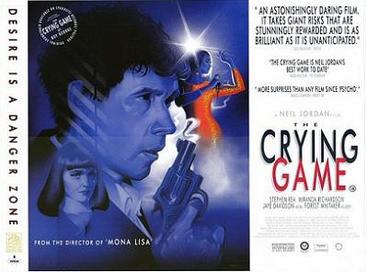 DESIRE IS A DANGER ZONE
CRYING GAME
FROM THE DIRECTOR OF 'MONA LISA'
"AN ASTONISHINGLY DARING FILM.
IT TAKES GIANT RISKS THAT ARE
STUNNINGLY REWARDED AND IS AS
BRILLIANT AS IT IS UNANTICIPATED."
"THE CRYING GAME IS NEIL JORDAN'S
BEST WORK TO DATE"
"MORE SURPRISES THAN ANY FILM SINCE PSYCHO."
A NEIL JORDAN FILM
THE
CRYING
GAME
STEPHEN REA MIRANDA RICHARDSON
JAYE DAVIDSON AND FOREST WHITAKER